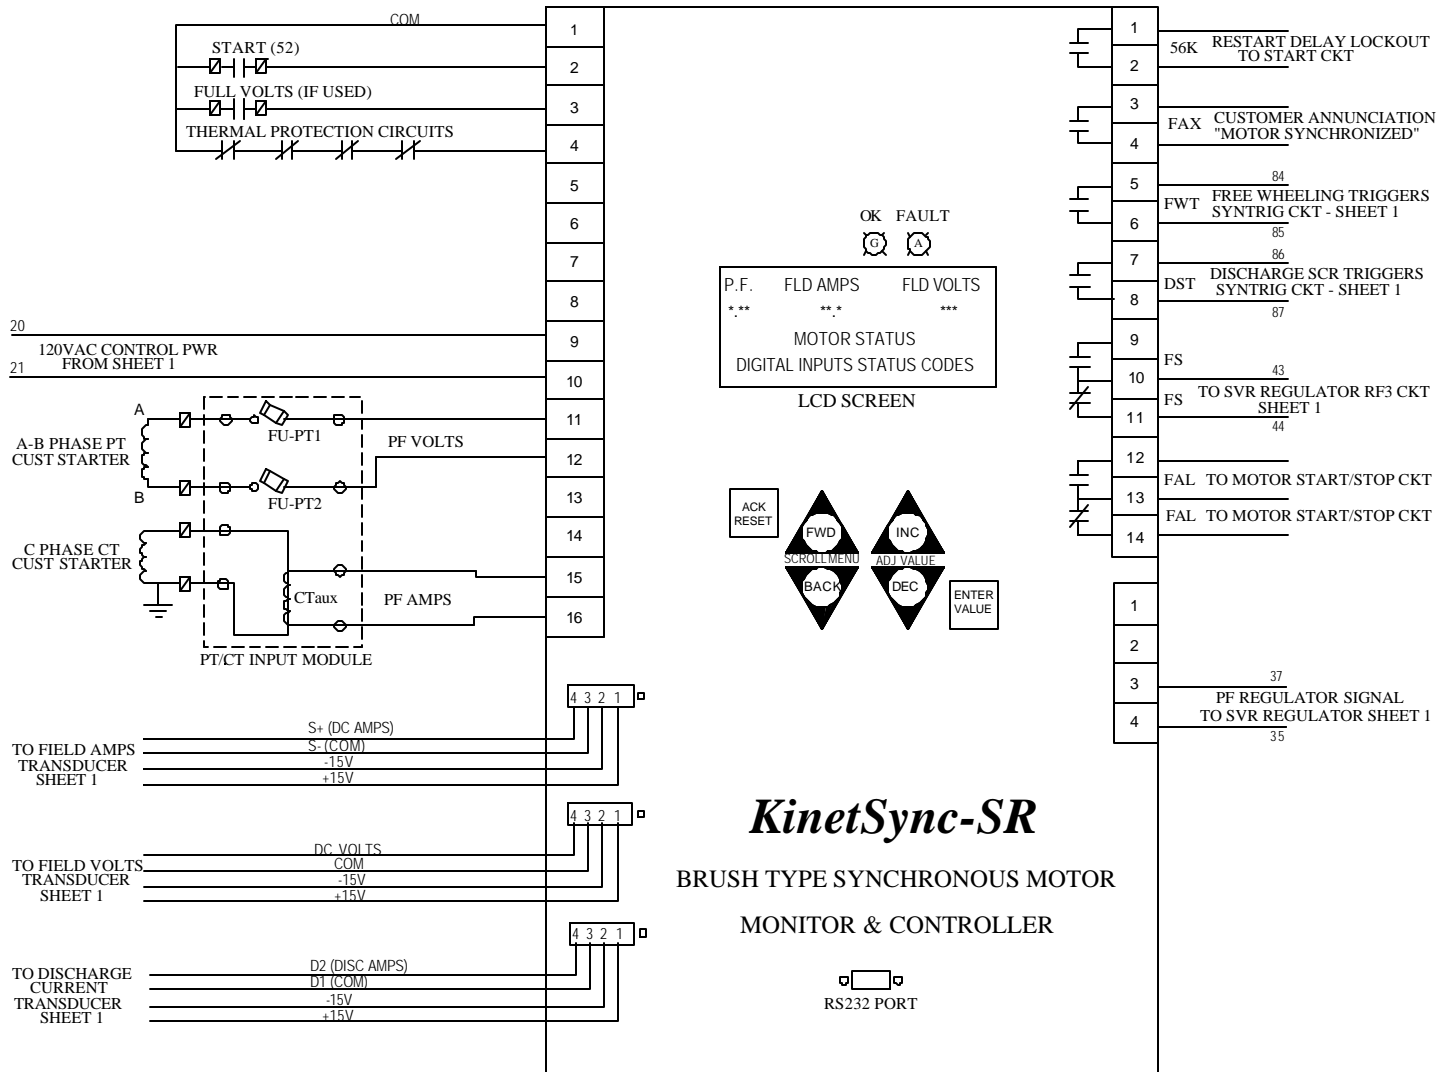 COM
START (52)
FULL VOLTS (IF USED)
THERMAL PROTECTION CIRCUITS
1
2
3
4
5
6
7
8
9
10
11
12
13
14
15
16
20
120VAC CONTROL PWR
FROM SHEET 1
21
A
A-B PHASE PT
CUST STARTER
B
FU-PT1
FU-PT2
PF VOLTS
C PHASE CT
CUST STARTER
CTaux
PF AMPS
PT/CT INPUT MODULE
4 3 2 1
S+ (DC AMPS)
S- (COM)
-15V
+15V
TO FIELD AMPS
TRANSDUCER
SHEET 1
4 3 2 1
DC VOLTS
COM
-15V
+15V
TO FIELD VOLTS
TRANSDUCER
SHEET 1
4 3 2 1
D2 (DISC AMPS)
D1 (COM)
-15V
+15V
TO DISCHARGE
CURRENT
TRANSDUCER
SHEET 1
OK FAULT
G A
P.F. FLD AMPS FLD VOLTS
*.** **.* ***
MOTOR STATUS
DIGITAL INPUTS STATUS CODES
LCD SCREEN
ACK
RESET
FWD
SCROLL MENU
BACK
INC
ADJ VALUE
DEC
ENTER
VALUE
KinetSync-SR
BRUSH TYPE SYNCHRONOUS MOTOR
MONITOR & CONTROLLER
RS232 PORT
1
2
3
4
5
6
7
8
9
10
11
12
13
14
56K RESTART DELAY LOCKOUT
TO START CKT
FAX CUSTOMER ANNUNCIATION
"MOTOR SYNCHRONIZED"
84
FWT FREE WHEELING TRIGGERS
SYNTRIG CKT - SHEET 1
85
86
DST DISCHARGE SCR TRIGGERS
SYNTRIG CKT - SHEET 1
87
FS
43
FS TO SVR REGULATOR RF3 CKT
SHEET 1
44
FAL TO MOTOR START/STOP CKT
FAL TO MOTOR START/STOP CKT
1
2
3
4
37
PF REGULATOR SIGNAL
TO SVR REGULATOR SHEET 1
35